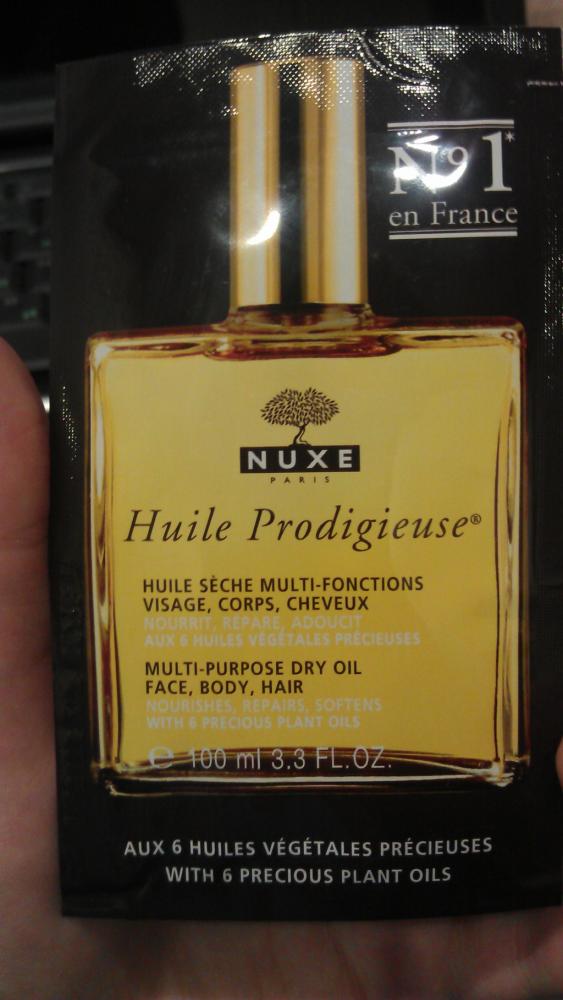 N°1*
en France
NUXE
PARIS
Huile Prodigieuse®
HUILE SÈCHE MULTI-FONCTIONS
VISAGE, CORPS, CHEVEUX
NOURRIT, RÉPARE, ADOUCIT
AUX 6 HUILES VÉGÉTALES PRÉCIEUSES
MULTI-PURPOSE DRY OIL
FACE, BODY, HAIR
NOURISHES, REPAIRS, SOFTENS
WITH 6 PRECIOUS PLANT OILS
℮ 100 ml 3.3 FL.OZ.
AUX 6 HUILES VÉGÉTALES PRÉCIEUSES
WITH 6 PRECIOUS PLANT OILS